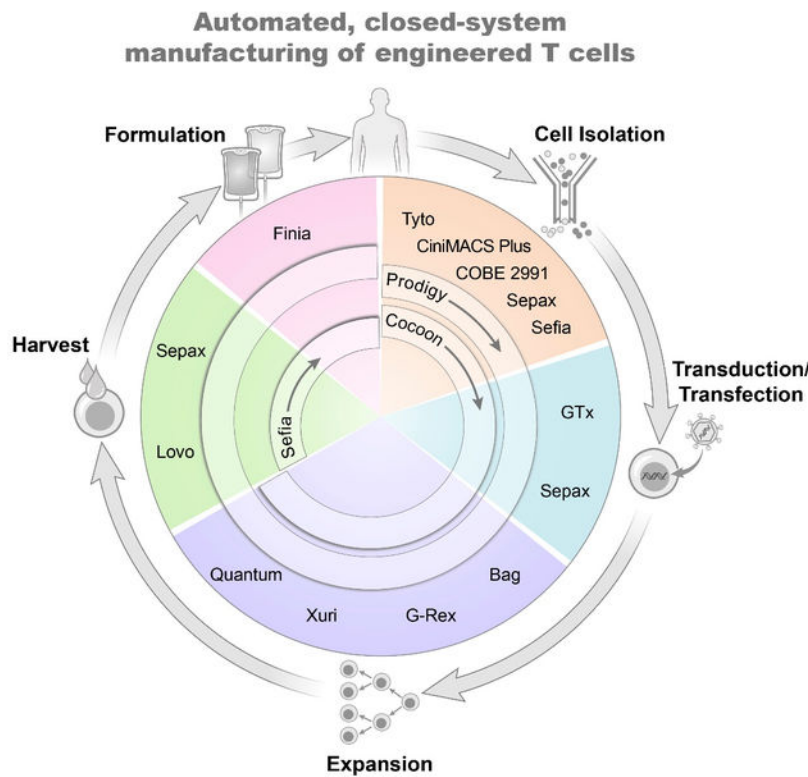 Automated, closed-system
manufacturing of engineered T cells
Formulation
Cell Isolation
Finia
Tyto
CiniMACS Plus
COBE 2991
Sepax
Sefia
Prodigy
Cocoon
Harvest
Sepax
Lovo
Sefia
Transduction/
Transfection
GTx
Sepax
Quantum
Xuri
G-Rex
Bag
Expansion